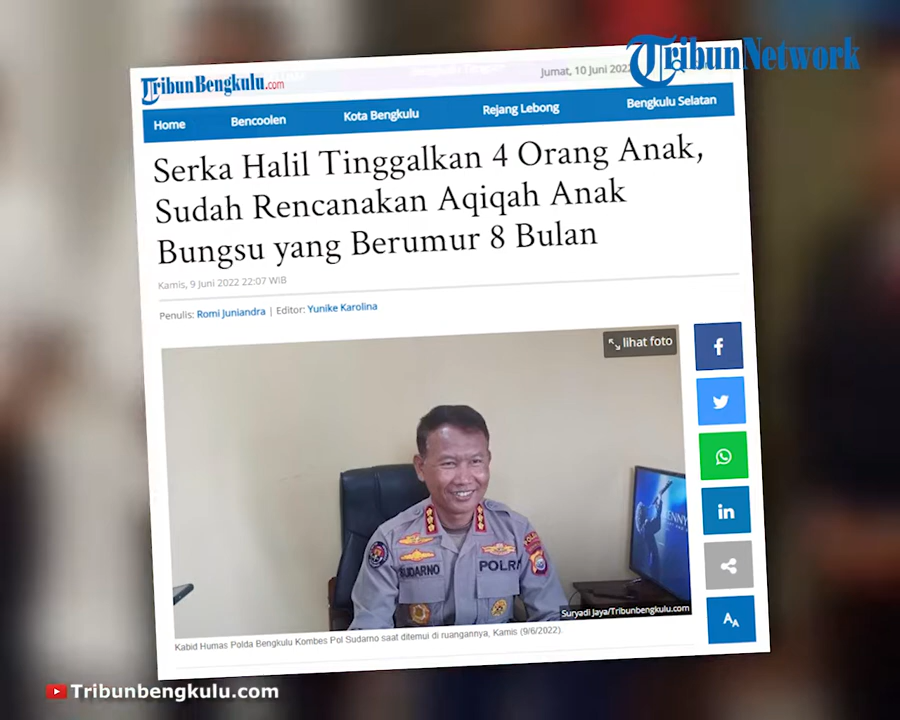 TribunNetwork
TribunBengkulu.com
Jumat, 10 Juni 2022
Home Bencoolen Kota Bengkulu Rejang Lebong Bengkulu Selatan
Serka Halil Tinggalkan 4 Orang Anak,
Sudah Rencanakan Aqiqah Anak
Bungsu yang Berumur 8 Bulan
Kamis, 9 Juni 2022 22:07 WIB
Penulis: Romi Juniandra | Editor: Yunike Karolina
lihat foto
SUDARNO POLRI
Suryadi Jaya/Tribunbengkulu.com
Kabid Humas Polda Bengkulu Kombes Pol Sudarno saat ditemui di ruangannya, Kamis (9/6/2022).
AA
Tribunbengkulu.com